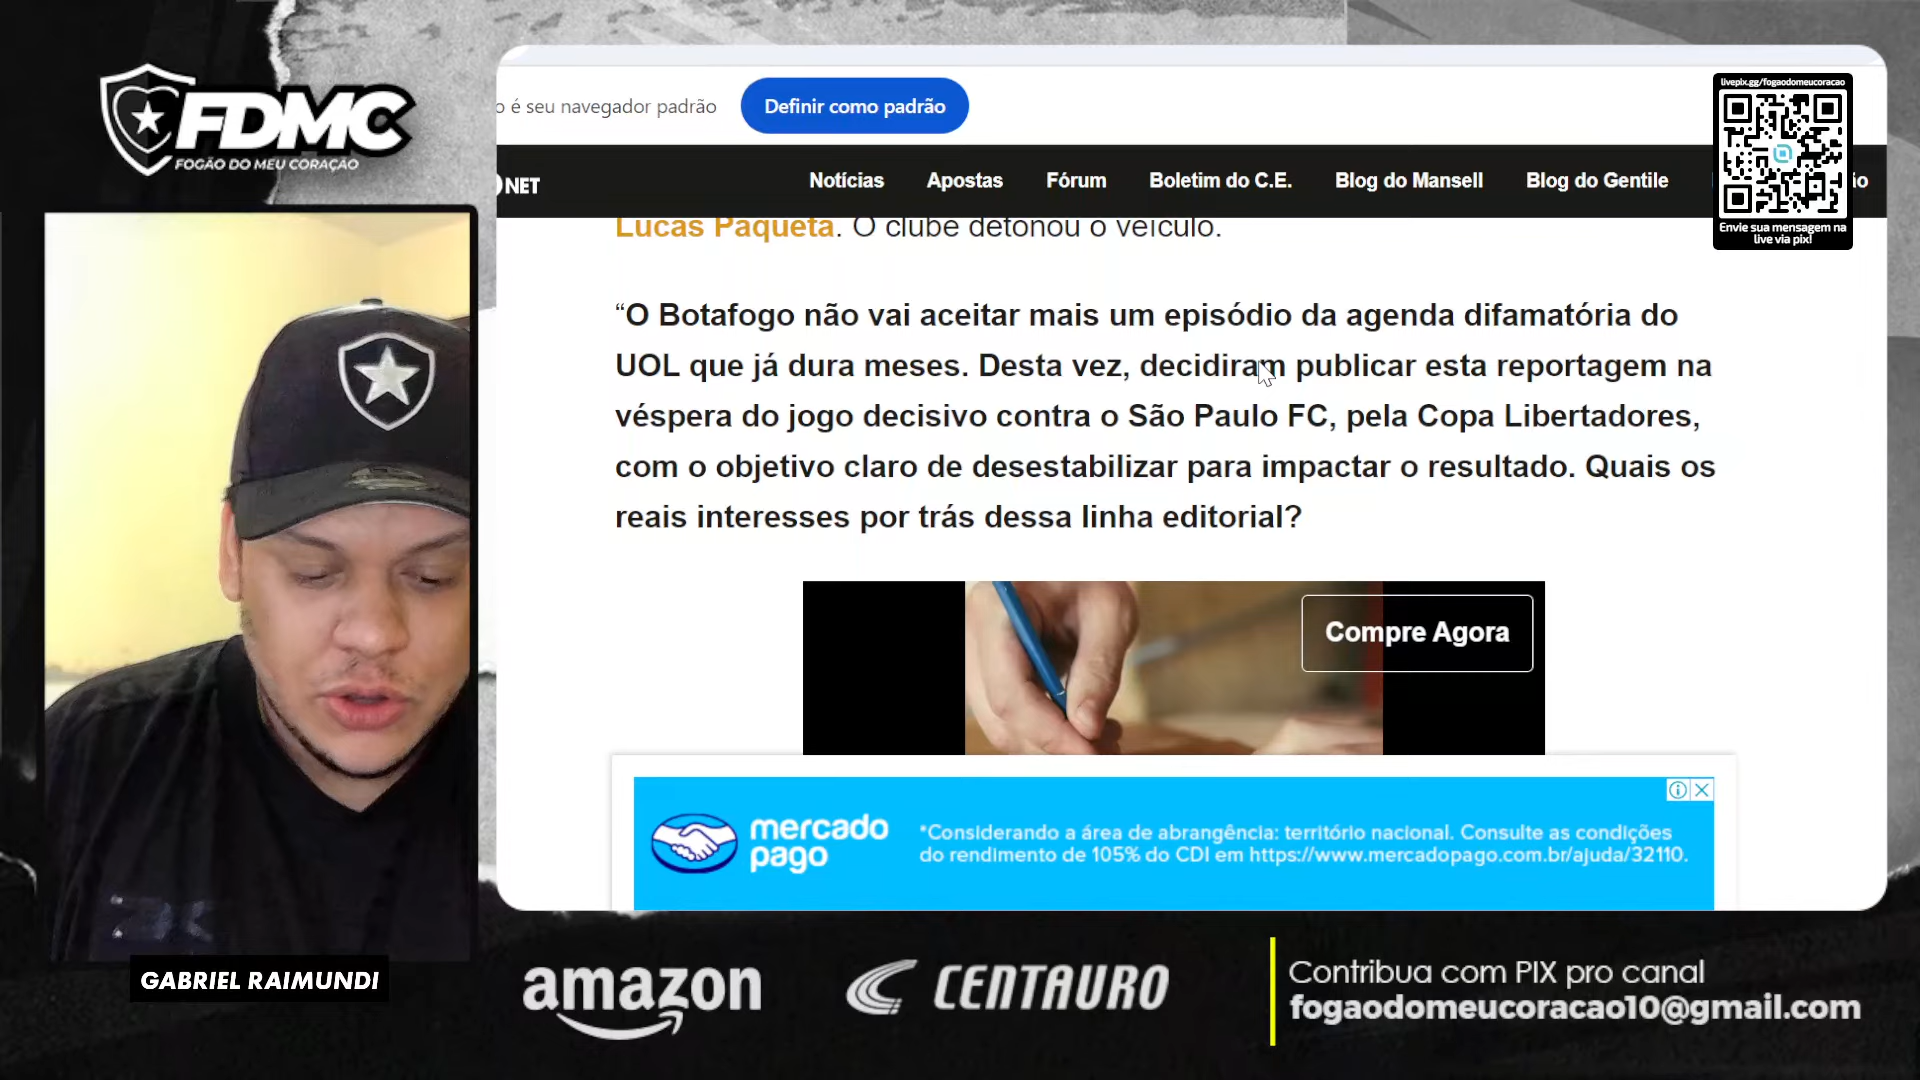 FDMC
FOGÃO DO MEU CORAÇÃO
o é seu navegador padrão
Definir como padrão
livepix.gg/fogaodomeucoracao
Envie sua mensagem na
live via pix!
NET
Notícias
Apostas
Fórum
Boletim do C.E.
Blog do Mansell
Blog do Gentile
Lucas Paquetá. O clube detonou o veículo.
“O Botafogo não vai aceitar mais um episódio da agenda difamatória do
UOL que já dura meses. Desta vez, decidiram publicar esta reportagem na
véspera do jogo decisivo contra o São Paulo FC, pela Copa Libertadores,
com o objetivo claro de desestabilizar para impactar o resultado. Quais os
reais interesses por trás dessa linha editorial?
Compre Agora
mercado
pago
*Considerando a área de abrangência: território nacional. Consulte as condições
do rendimento de 105% do CDI em https://www.mercadopago.com.br/ajuda/32110.
GABRIEL RAIMUNDI
amazon
CENTAURO
Contribua com PIX pro canal
fogaodomeucoracao10@gmail.com